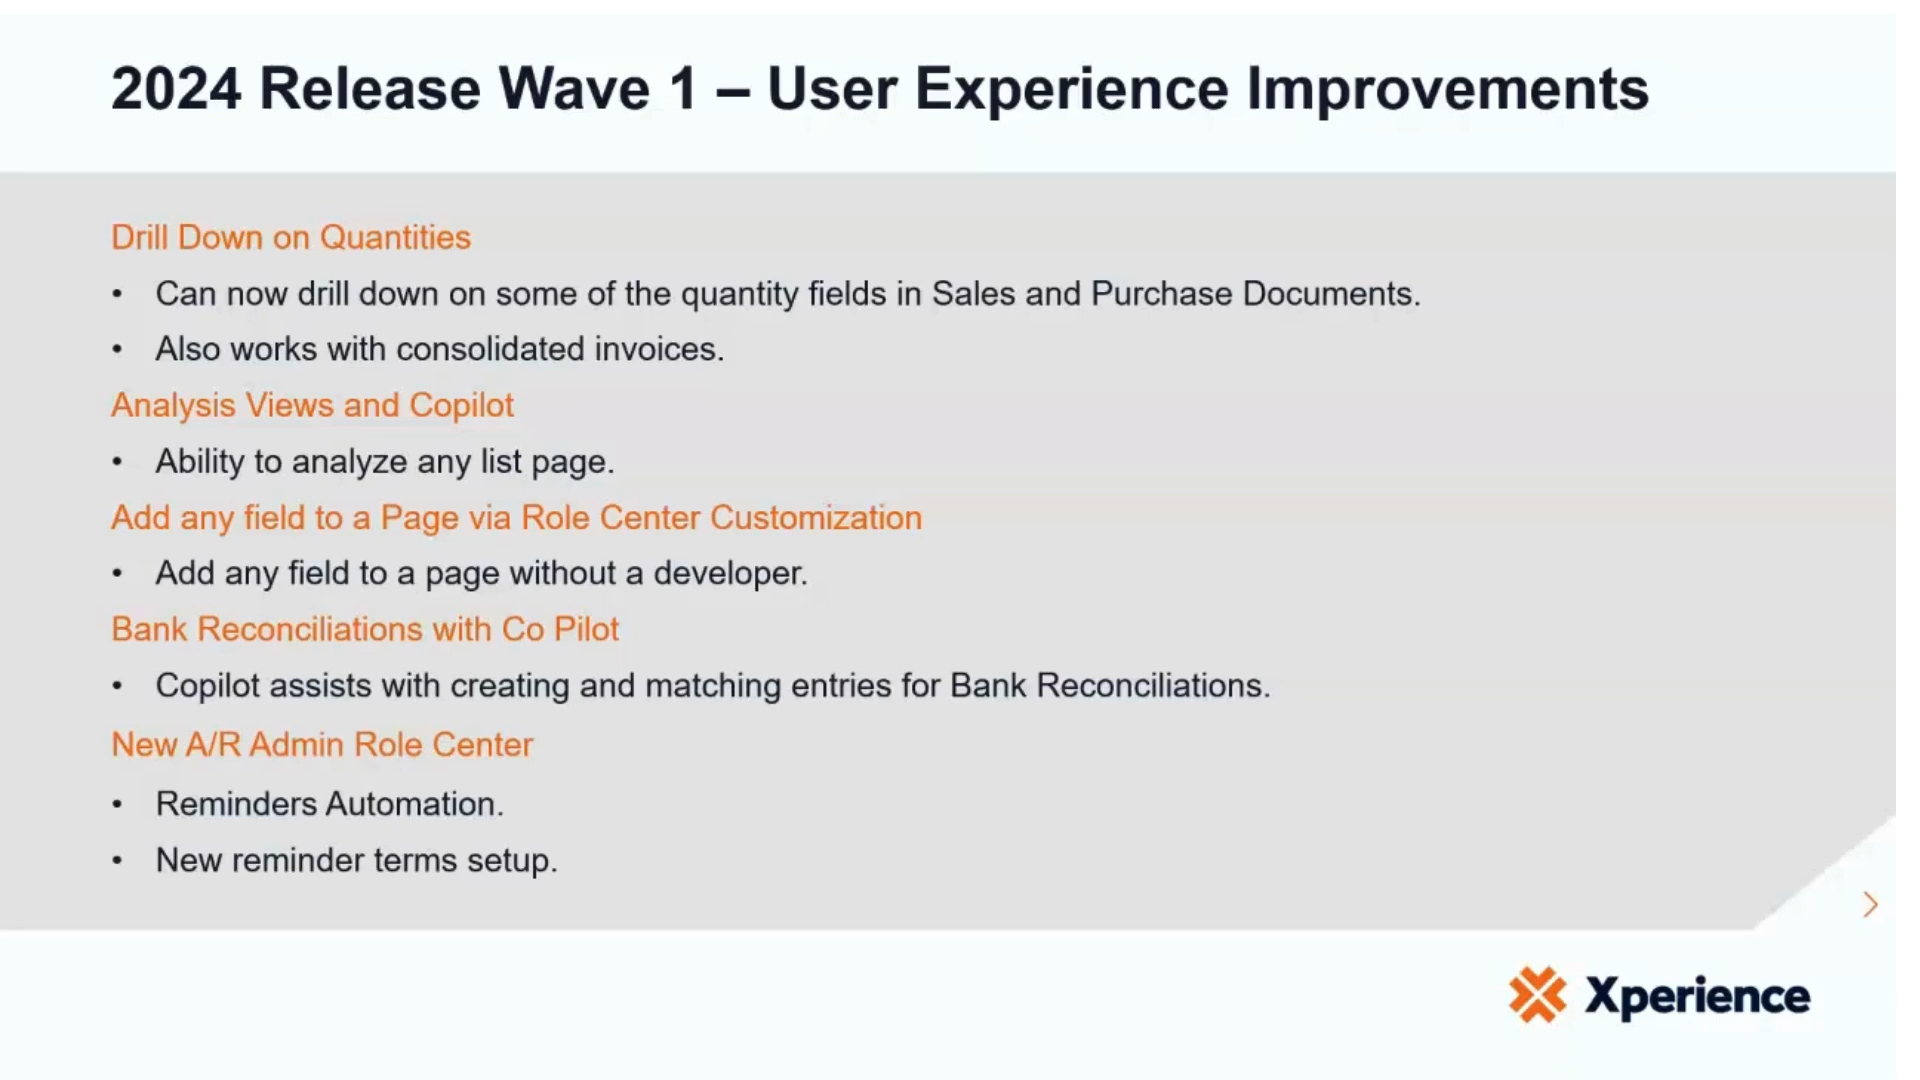 2024 Release Wave 1 – User Experience Improvements
Drill Down on Quantities
• Can now drill down on some of the quantity fields in Sales and Purchase Documents.
• Also works with consolidated invoices.
Analysis Views and Copilot
• Ability to analyze any list page.
Add any field to a Page via Role Center Customization
• Add any field to a page without a developer.
Bank Reconciliations with Co Pilot
• Copilot assists with creating and matching entries for Bank Reconciliations.
New A/R Admin Role Center
• Reminders Automation.
• New reminder terms setup.
Xperience